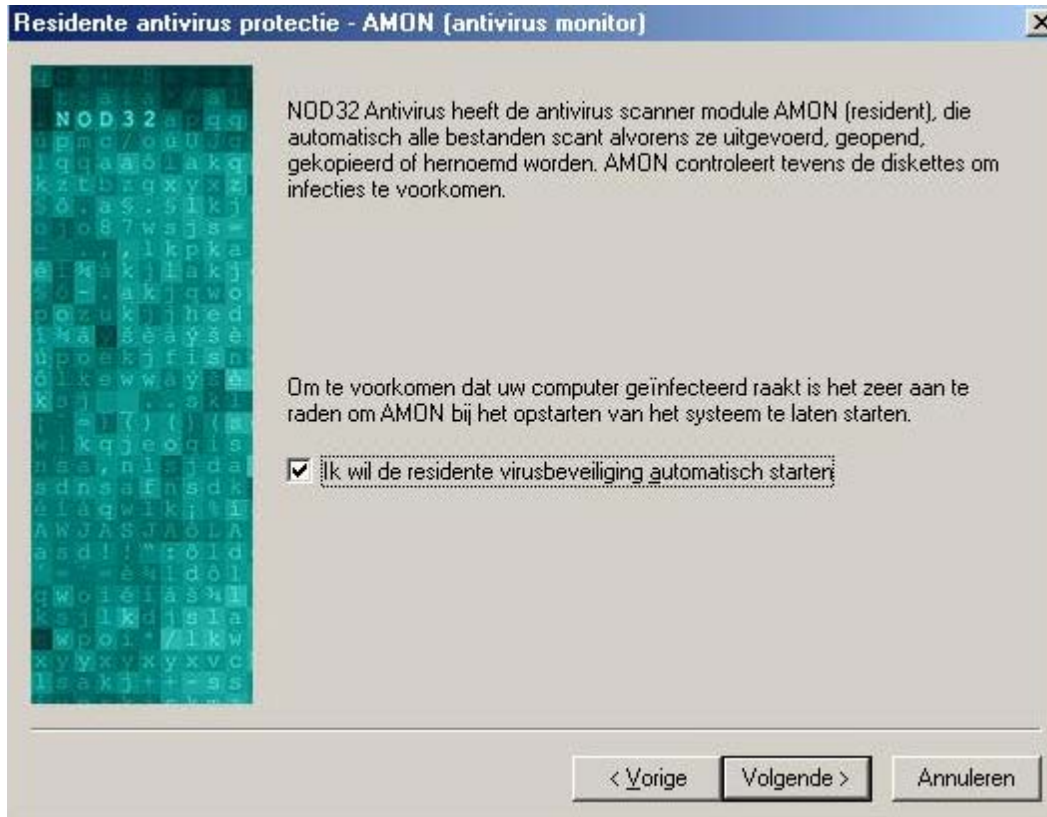 Residente antivirus protectie - AMON (antivirus monitor)
NOD32
NOD32 Antivirus heeft de antivirus scanner module AMON (resident), die
automatisch alle bestanden scant alvorens ze uitgevoerd, geopend,
gekopieerd of hernoemd worden. AMON controleert tevens de diskettes om
infecties te voorkomen.
Om te voorkomen dat uw computer geïnfecteerd raakt is het zeer aan te
raden om AMON bij het opstarten van het systeem te laten starten.
Ik wil de residente virusbeveiliging automatisch starten
< Vorige
Volgende >
Annuleren